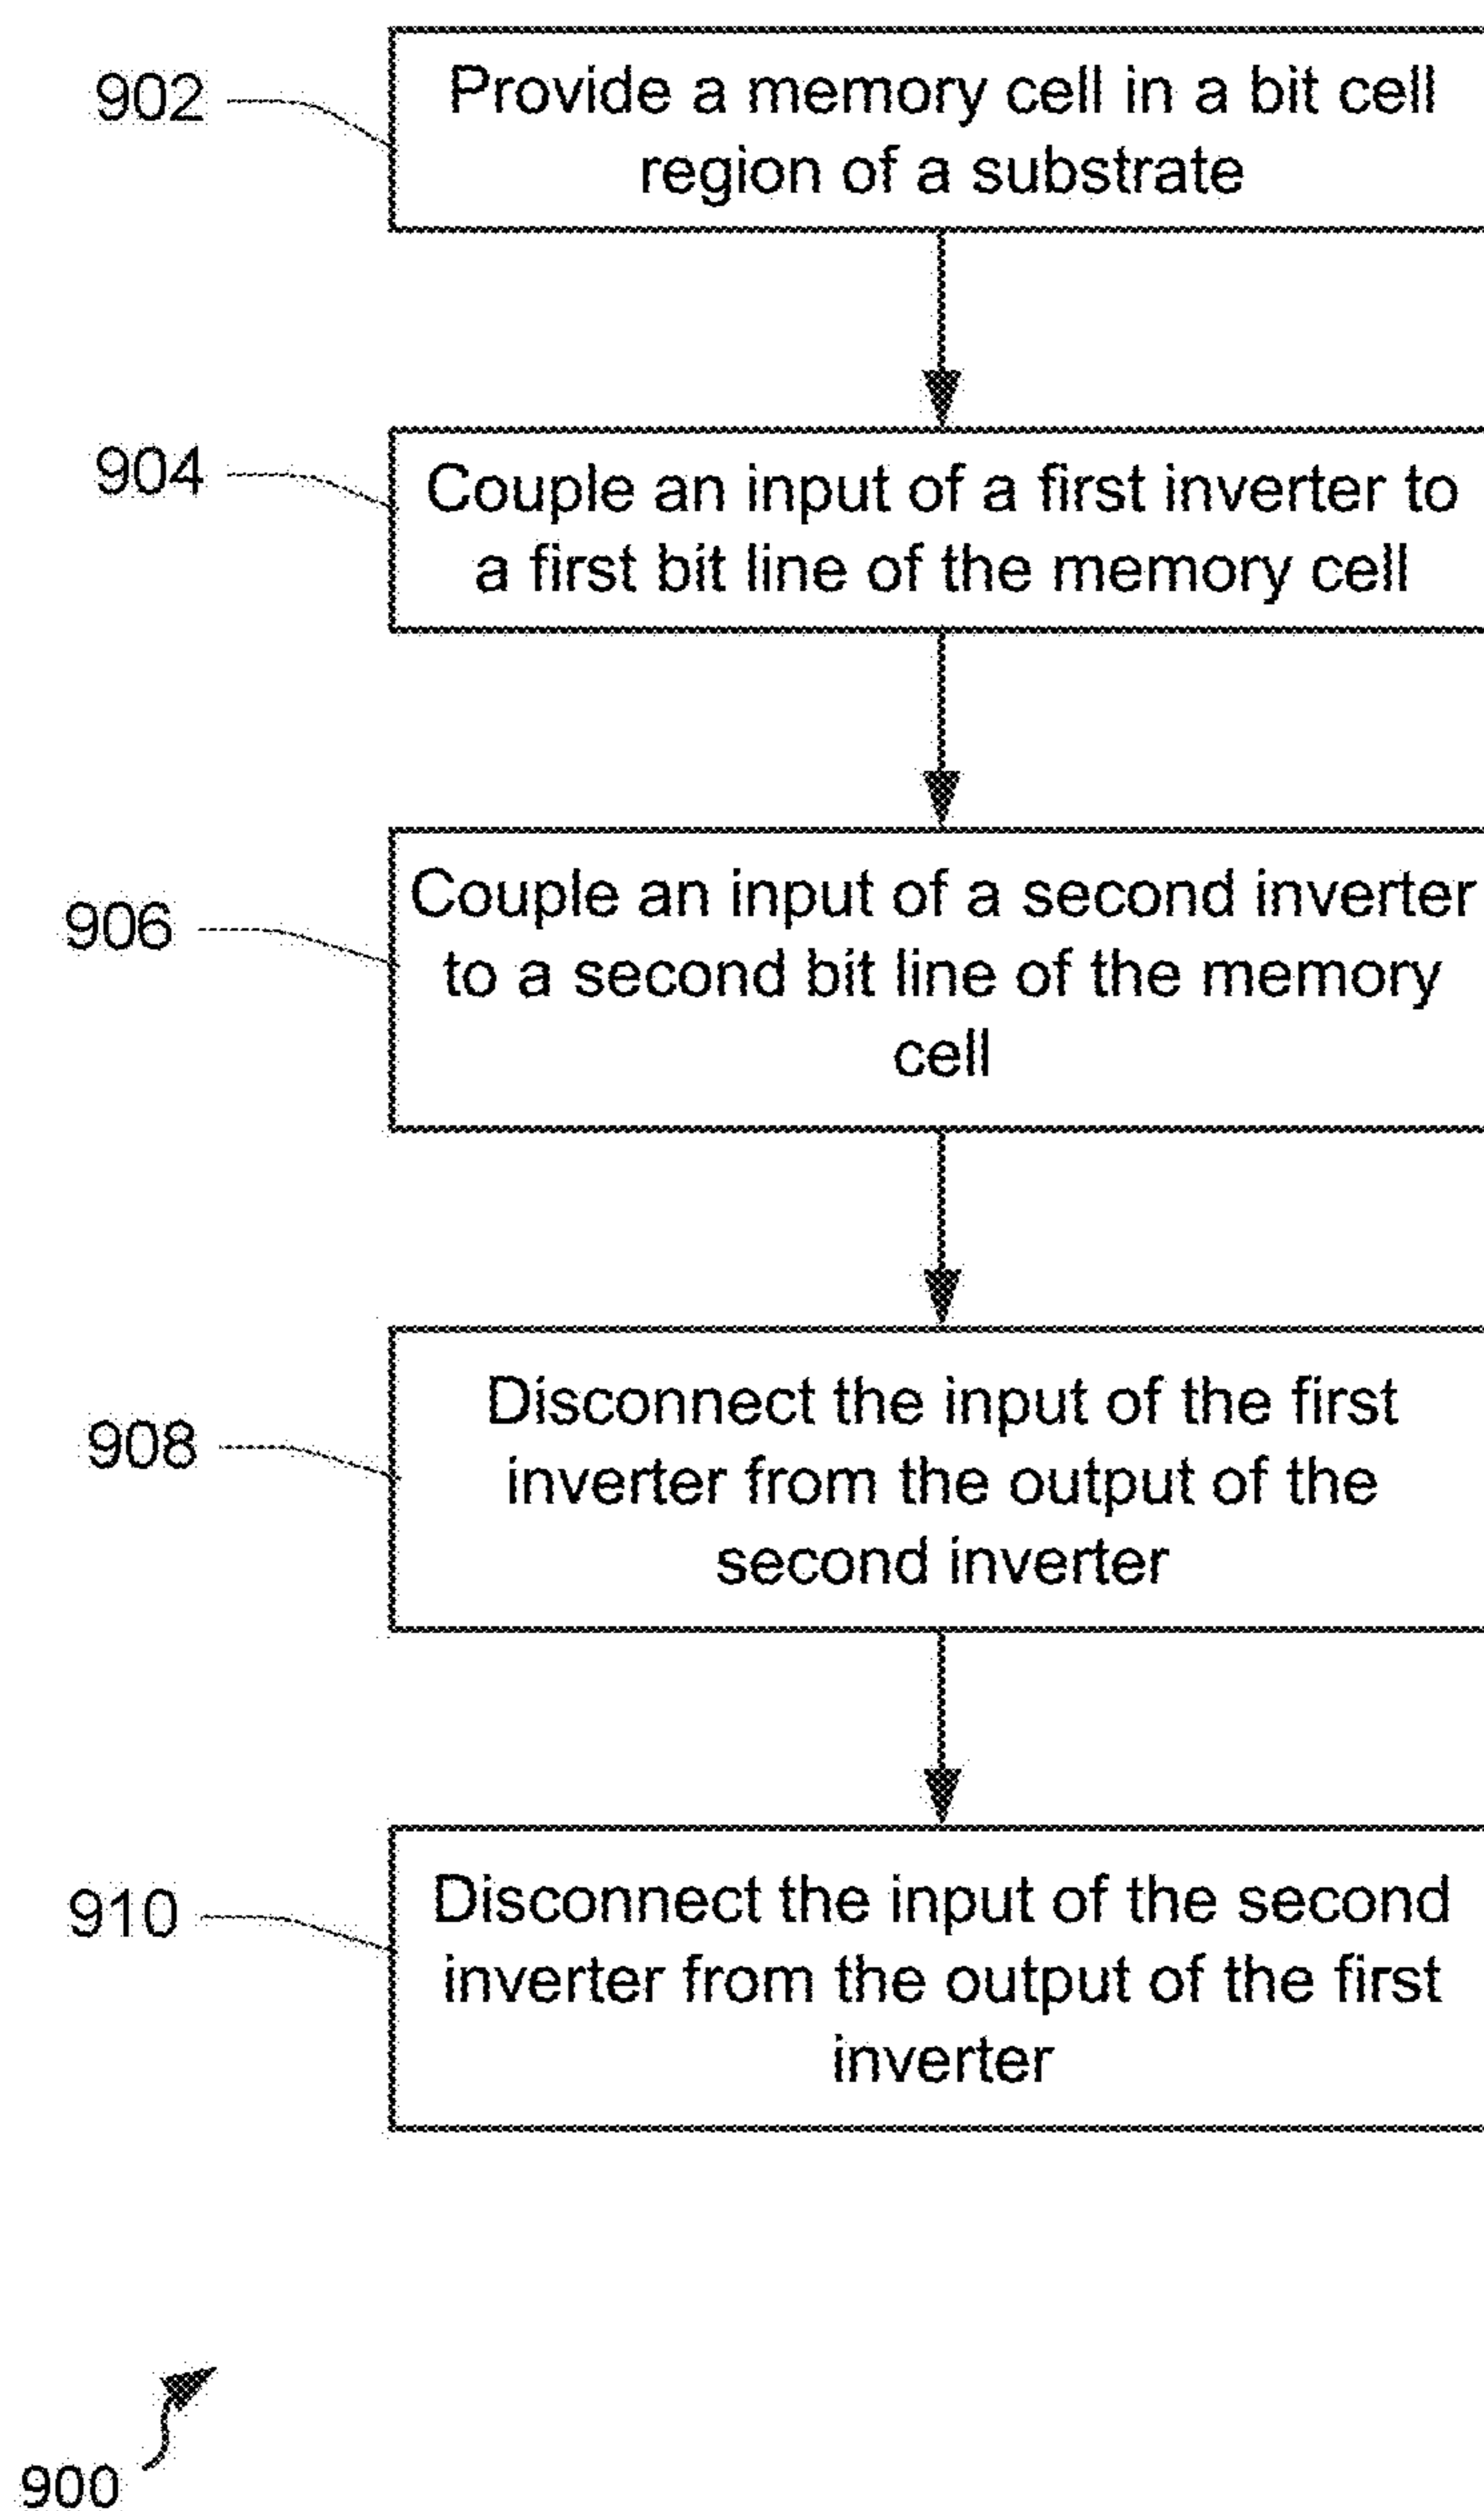 902
Provide a memory cell in a bit cell
region of a substrate
904
Couple an input of a first inverter to
a first bit line of the memory cell
906
Couple an input of a second inverter
to a second bit line of the memory
cell
908
Disconnect the input of the first
inverter from the output of the
second inverter
910
Disconnect the input of the second
inverter from the output of the first
inverter
900